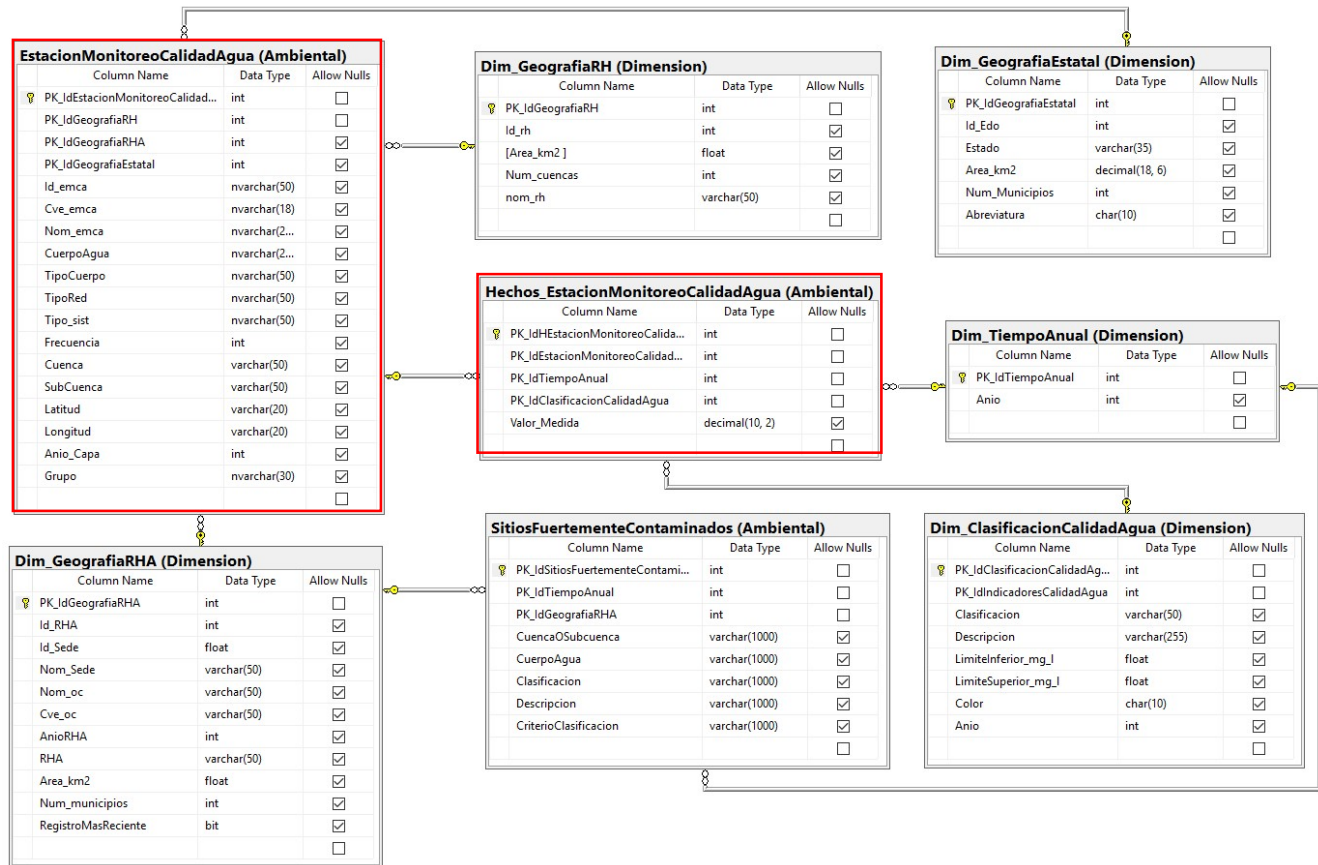 EstacionMonitoreoCalidadAgua (Ambiental)
Column Name Data Type Allow Nulls
PK_IdEstacionMonitoreoCalidad... int
PK_IdGeografiaRH int
PK_IdGeografiaRHA int
PK_IdGeografiaEstatal int
Id_emca nvarchar(50)
Cve_emca nvarchar(18)
Nom_emca nvarchar(2...
CuerpoAgua nvarchar(2...
TipoCuerpo nvarchar(50)
TipoRed nvarchar(50)
Tipo_sist nvarchar(50)
Frecuencia int
Cuenca varchar(50)
SubCuenca varchar(50)
Latitud varchar(20)
Longitud varchar(20)
Anio_Capa int
Grupo nvarchar(30)
Dim_GeografiaRH (Dimension)
Column Name Data Type Allow Nulls
PK_IdGeografiaRH int
Id_rh int
[Area_km2 ] float
Num_cuencas int
nom_rh varchar(50)
Dim_GeografiaEstatal (Dimension)
Column Name Data Type Allow Nulls
PK_IdGeografiaEstatal int
Id_Edo int
Estado varchar(35)
Area_km2 decimal(18, 6)
Num_Municipios int
Abreviatura char(10)
Hechos_EstacionMonitoreoCalidadAgua (Ambiental)
Column Name Data Type Allow Nulls
PK_IdHEstacionMonitoreoCalida... int
PK_IdEstacionMonitoreoCalidad... int
PK_IdTiempoAnual int
PK_IdClasificacionCalidadAgua int
Valor_Medida decimal(10, 2)
Dim_TiempoAnual (Dimension)
Column Name Data Type Allow Nulls
PK_IdTiempoAnual int
Anio int
Dim_GeografiaRHA (Dimension)
Column Name Data Type Allow Nulls
PK_IdGeografiaRHA int
Id_RHA int
Id_Sede float
Nom_Sede varchar(50)
Nom_oc varchar(50)
Cve_oc varchar(50)
AnioRHA int
RHA varchar(50)
Area_km2 float
Num_municipios int
RegistroMasReciente bit
SitiosFuertementeContaminados (Ambiental)
Column Name Data Type Allow Nulls
PK_IdSitiosFuertementeContami... int
PK_IdTiempoAnual int
PK_IdGeografiaRHA int
CuencaOSubcuenca varchar(1000)
CuerpoAgua varchar(1000)
Clasificacion varchar(1000)
Descripcion varchar(1000)
CriterioClasificacion varchar(1000)
Dim_ClasificacionCalidadAgua (Dimension)
Column Name Data Type Allow Nulls
PK_IdClasificacionCalidadAg... int
PK_IdIndicadoresCalidadAgua int
Clasificacion varchar(50)
Descripcion varchar(255)
LimiteInferior_mg_l float
LimiteSuperior_mg_l float
Color char(10)
Anio int